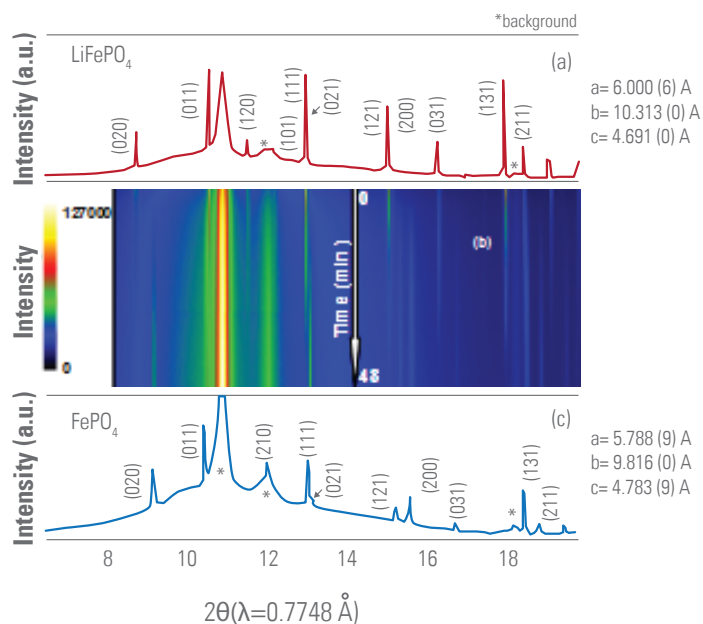 *background
Intensity (a.u.)
LiFePO4
(a)
(020)
(011)
(120)
*
(101)
(111)
(021)
(121)
(200)
(031)
(131)
*
(211)
a= 6.000 (6) A
b= 10.313 (0) A
c= 4.691 (0) A
Intensity
127000
0
0
Time (min)
48
(b)
Intensity (a.u.)
FePO4
(c)
(020)
(011)
*
(210)
*
(111)
(021)
(121)
(200)
(031)
*
(131)
(211)
a= 5.788 (9) A
b= 9.816 (0) A
c= 4.783 (9) A
8 10 12 14 16 18
2θ(λ=0.7748 Å)